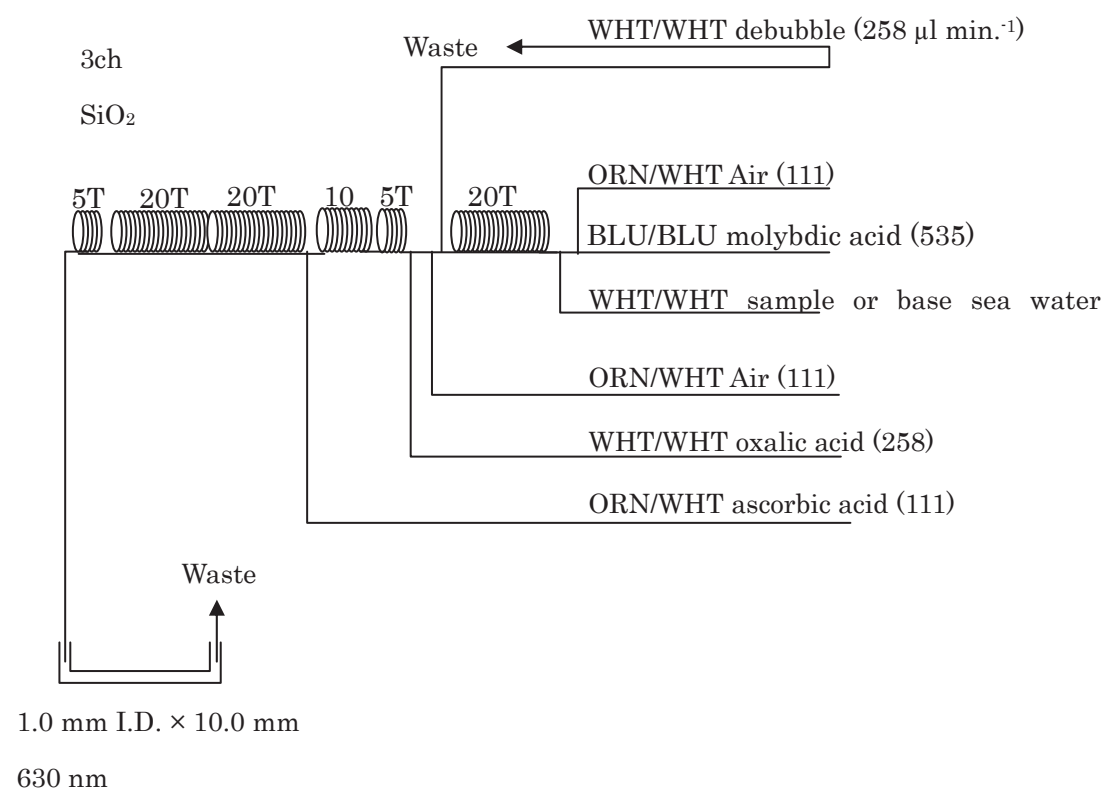 WHT/WHT debubble (258 µl min.⁻¹)
Waste
3ch
SiO₂
ORN/WHT Air (111)
5T 20T 20T 10 5T 20T
BLU/BLU molybdic acid (535)
WHT/WHT sample or base sea water
ORN/WHT Air (111)
WHT/WHT oxalic acid (258)
ORN/WHT ascorbic acid (111)
Waste
1.0 mm I.D. × 10.0 mm
630 nm